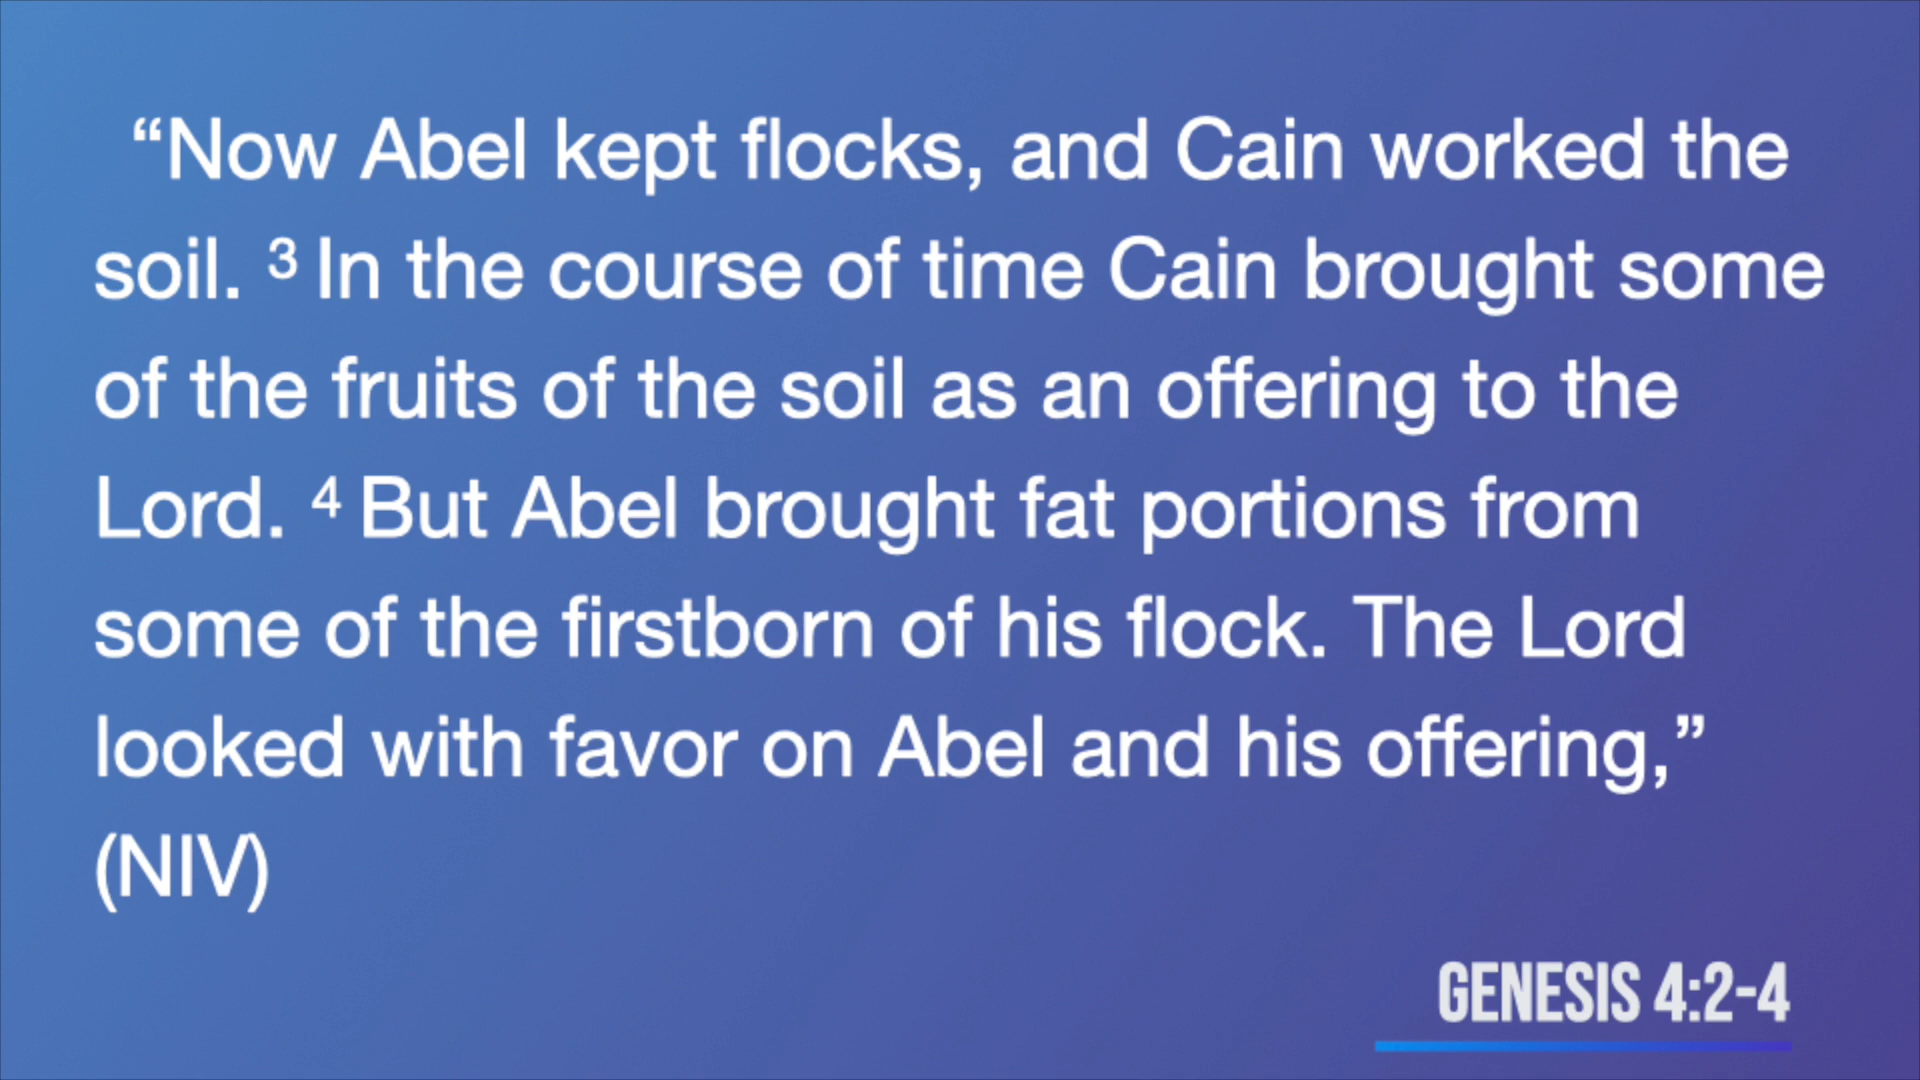 “Now Abel kept flocks, and Cain worked the
soil. ³ In the course of time Cain brought some
of the fruits of the soil as an offering to the
Lord. ⁴ But Abel brought fat portions from
some of the firstborn of his flock. The Lord
looked with favor on Abel and his offering,”
(NIV)
GENESIS 4:2-4